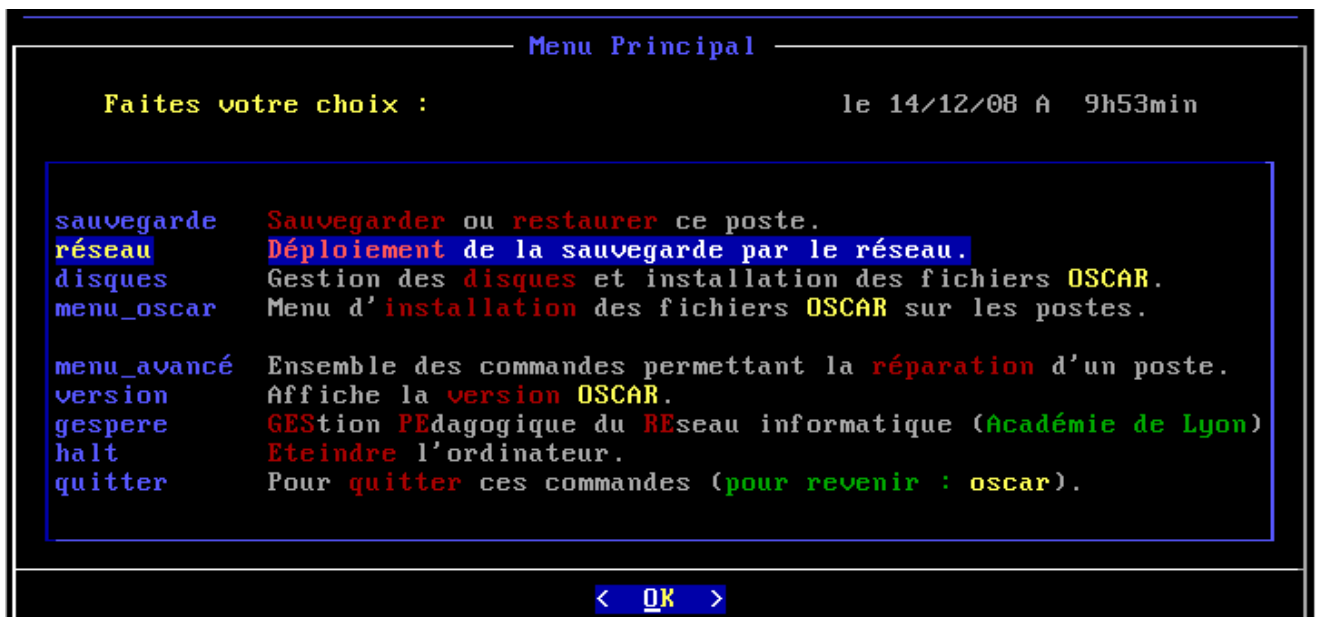 Menu Principal
Faites votre choix : le 14/12/08 A 9h53min
sauvegarde Sauvegarder ou restaurer ce poste.
réseau Déploiement de la sauvegarde par le réseau.
disques Gestion des disques et installation des fichiers OSCAR.
menu_oscar Menu d'installation des fichiers OSCAR sur les postes.
menu_avancé Ensemble des commandes permettant la réparation d'un poste.
version Affiche la version OSCAR.
gespere GEStion PEdagogique du REseau informatique (Académie de Lyon)
halt Eteindre l'ordinateur.
quitter Pour quitter ces commandes (pour revenir : oscar).
< OK >